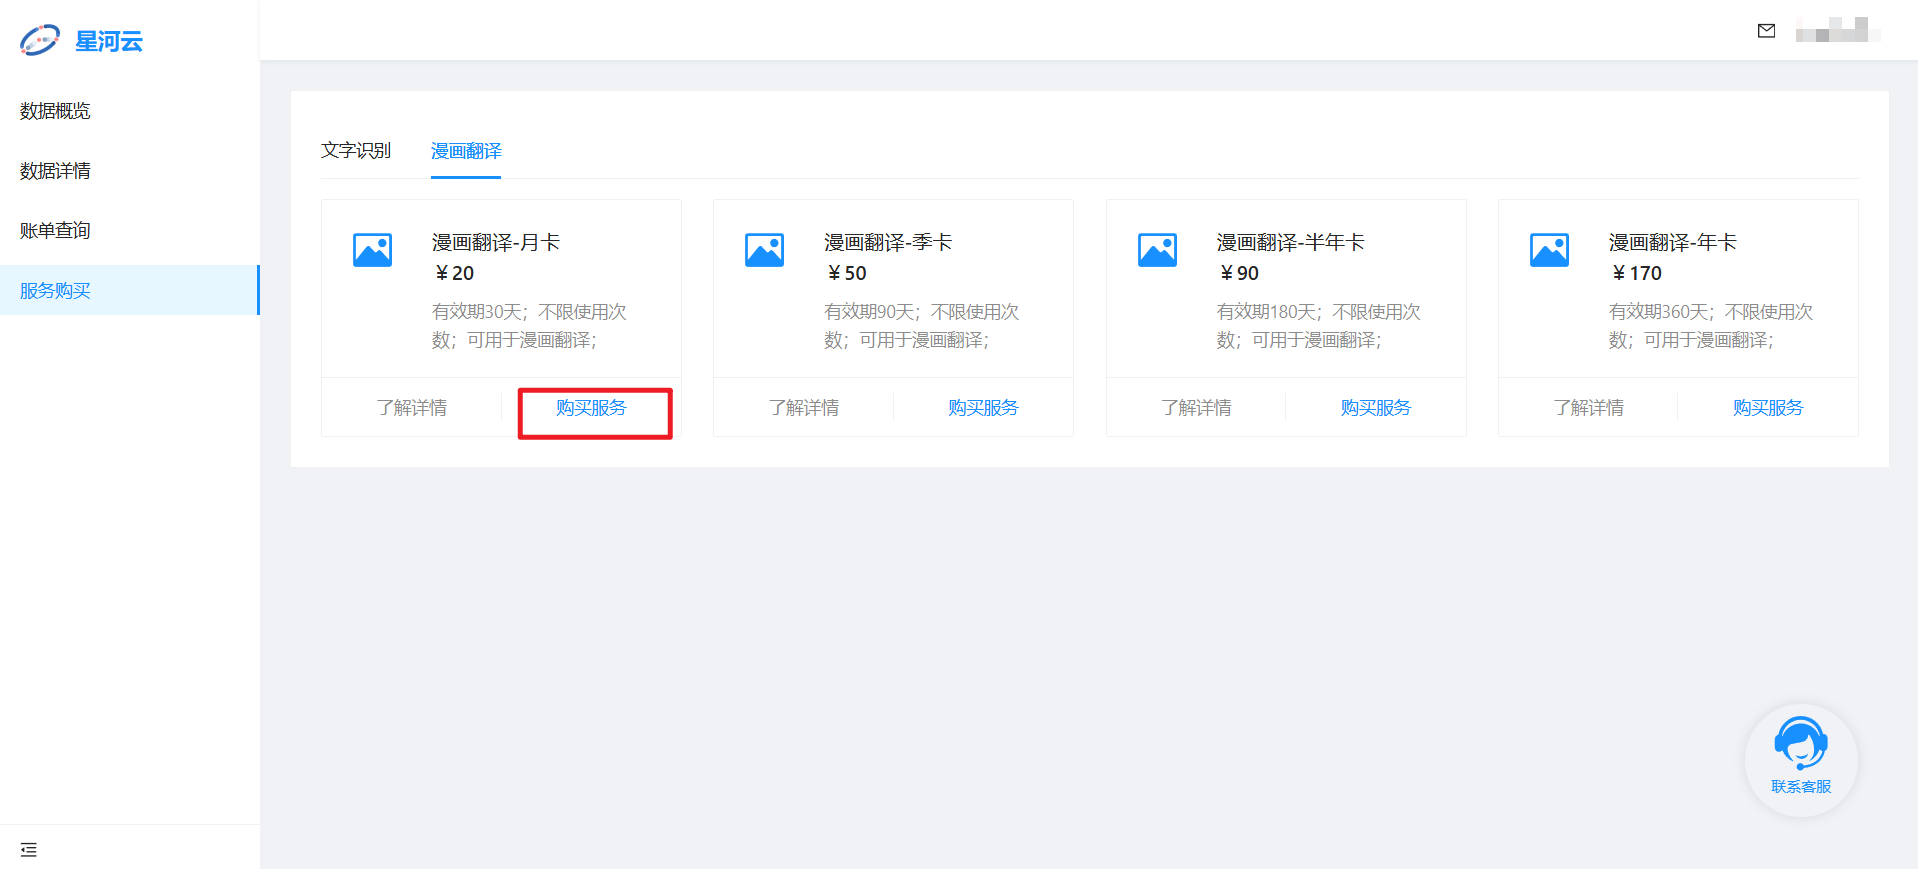 星河云
数据概览
数据详情
账单查询
服务购买
文字识别
漫画翻译
漫画翻译-月卡
￥20
有效期30天；不限使用次
数；可用于漫画翻译；
了解详情
购买服务
漫画翻译-季卡
￥50
有效期90天；不限使用次
数；可用于漫画翻译；
了解详情
购买服务
漫画翻译-半年卡
￥90
有效期180天；不限使用次
数；可用于漫画翻译；
了解详情
购买服务
漫画翻译-年卡
￥170
有效期360天；不限使用次
数；可用于漫画翻译；
了解详情
购买服务
联系客服